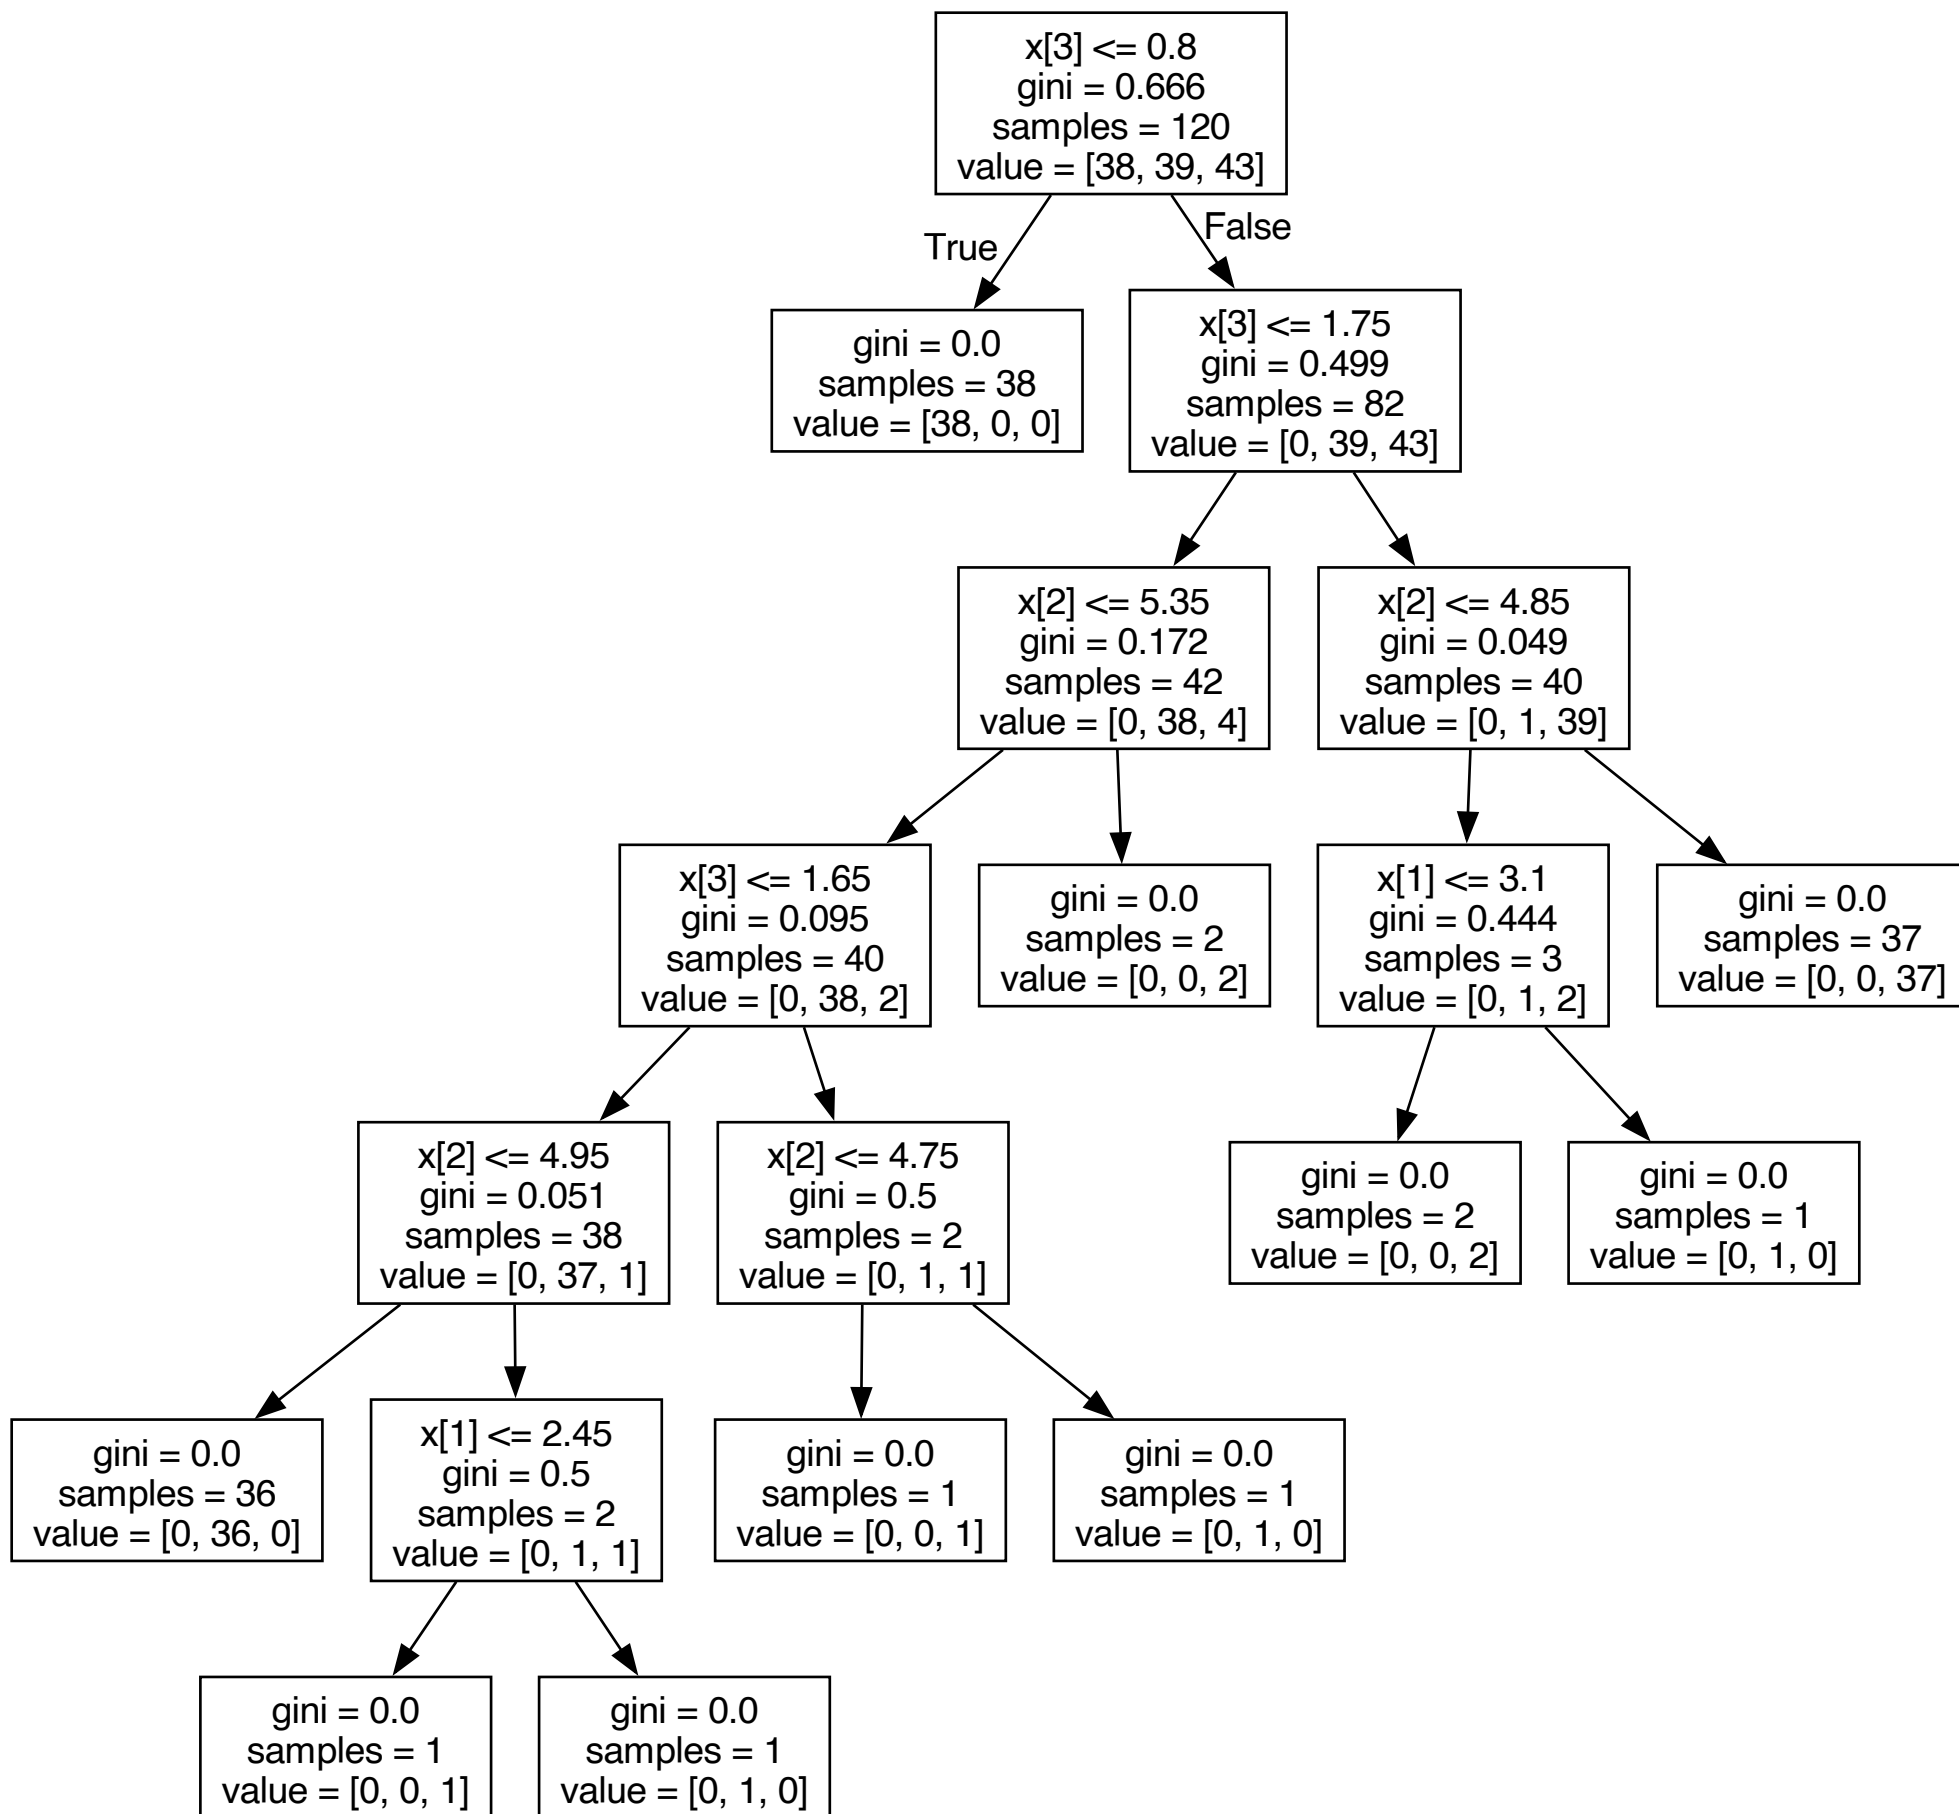 x[3] <= 0.8
gini = 0.666
samples = 120
value = [38, 39, 43]
True
False
gini = 0.0
samples = 38
value = [38, 0, 0]
x[3] <= 1.75
gini = 0.499
samples = 82
value = [0, 39, 43]
x[2] <= 5.35
gini = 0.172
samples = 42
value = [0, 38, 4]
x[2] <= 4.85
gini = 0.049
samples = 40
value = [0, 1, 39]
x[3] <= 1.65
gini = 0.095
samples = 40
value = [0, 38, 2]
gini = 0.0
samples = 2
value = [0, 0, 2]
x[1] <= 3.1
gini = 0.444
samples = 3
value = [0, 1, 2]
gini = 0.0
samples = 37
value = [0, 0, 37]
x[2] <= 4.95
gini = 0.051
samples = 38
value = [0, 37, 1]
x[2] <= 4.75
gini = 0.5
samples = 2
value = [0, 1, 1]
gini = 0.0
samples = 2
value = [0, 0, 2]
gini = 0.0
samples = 1
value = [0, 1, 0]
gini = 0.0
samples = 36
value = [0, 36, 0]
x[1] <= 2.45
gini = 0.5
samples = 2
value = [0, 1, 1]
gini = 0.0
samples = 1
value = [0, 0, 1]
gini = 0.0
samples = 1
value = [0, 1, 0]
gini = 0.0
samples = 1
value = [0, 0, 1]
gini = 0.0
samples = 1
value = [0, 1, 0]